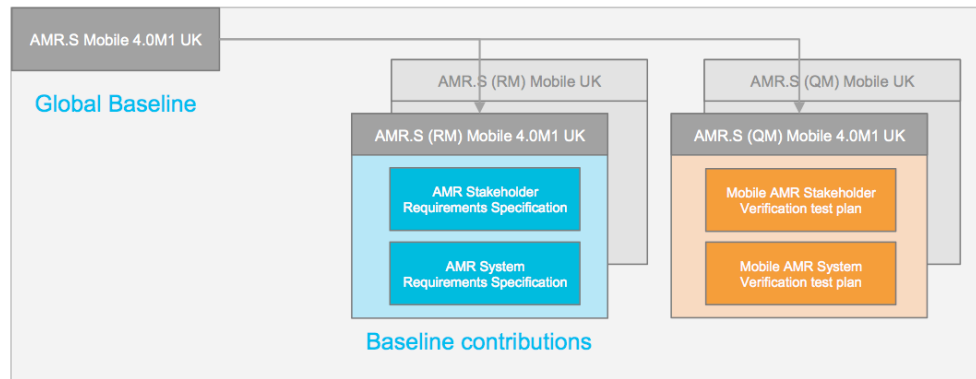 AMR.S Mobile 4.0M1 UK
Global Baseline
AMR.S (RM) Mobile UK
AMR.S (QM) Mobile UK
AMR.S (RM) Mobile 4.0M1 UK
AMR.S (QM) Mobile 4.0M1 UK
AMR Stakeholder
Requirements Specification
Mobile AMR Stakeholder
Verification test plan
AMR System
Requirements Specification
Mobile AMR System
Verification test plan
Baseline contributions